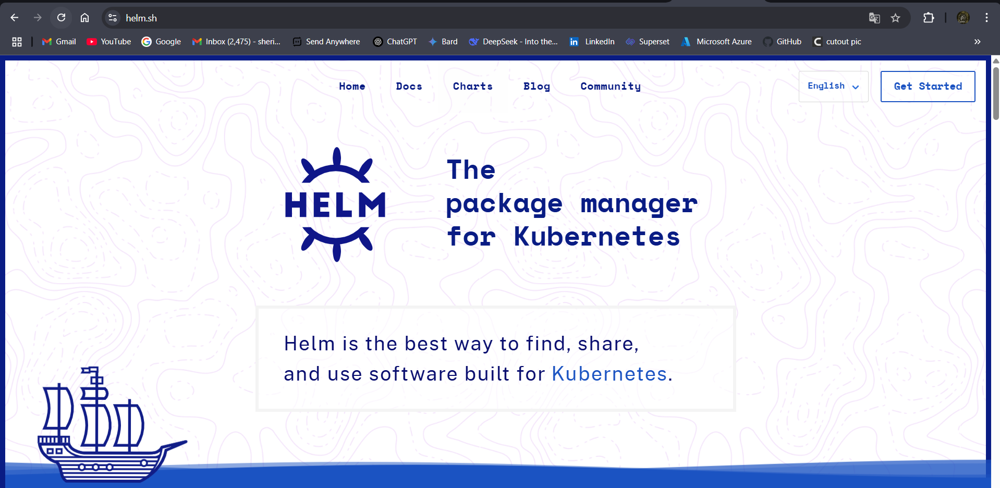 helm.sh
Gmail YouTube Google Inbox (2,475) - sheri... Send Anywhere ChatGPT Bard DeepSeek - Into the... LinkedIn Superset Microsoft Azure GitHub cutout pic
Home Docs Charts Blog Community English Get Started
HELM
The
package manager
for Kubernetes
Helm is the best way to find, share,
and use software built for Kubernetes.